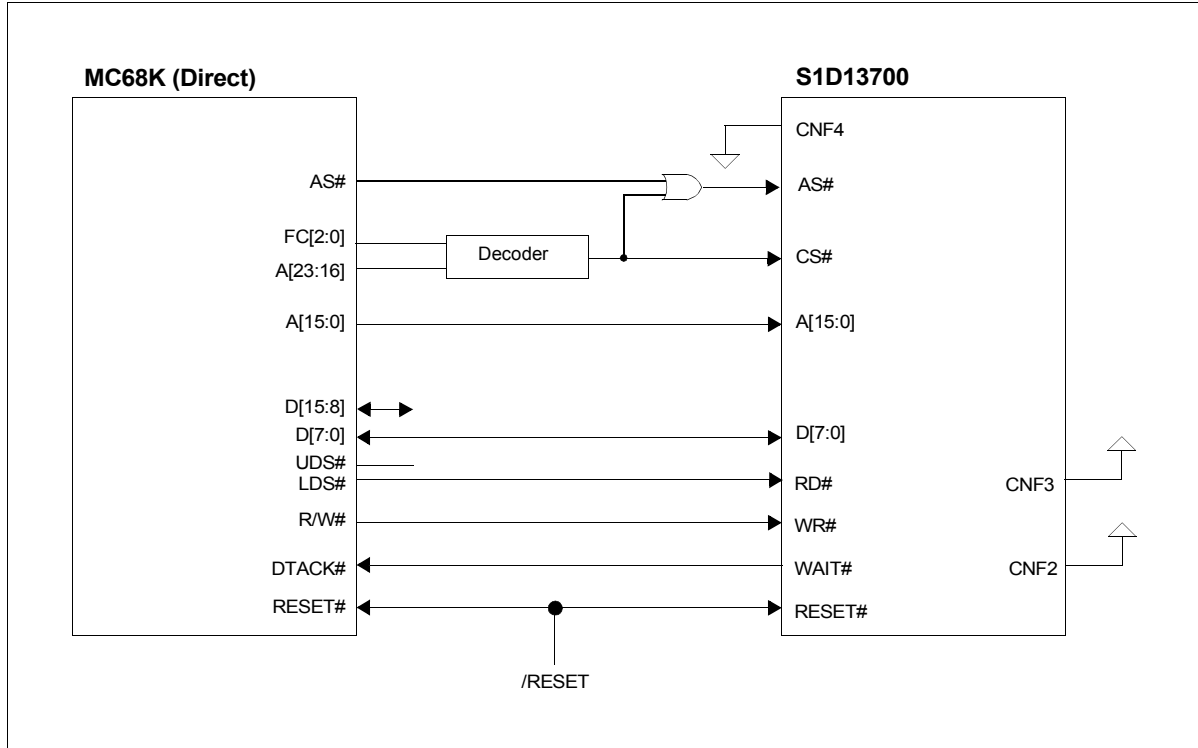 MC68K (Direct)
S1D13700
CNF4
AS#
AS#
FC[2:0]
Decoder
CS#
A[23:16]
A[15:0]
A[15:0]
D[15:8]
D[7:0]
D[7:0]
UDS#
LDS#
RD#
CNF3
R/W#
WR#
DTACK#
WAIT#
CNF2
RESET#
RESET#
/RESET